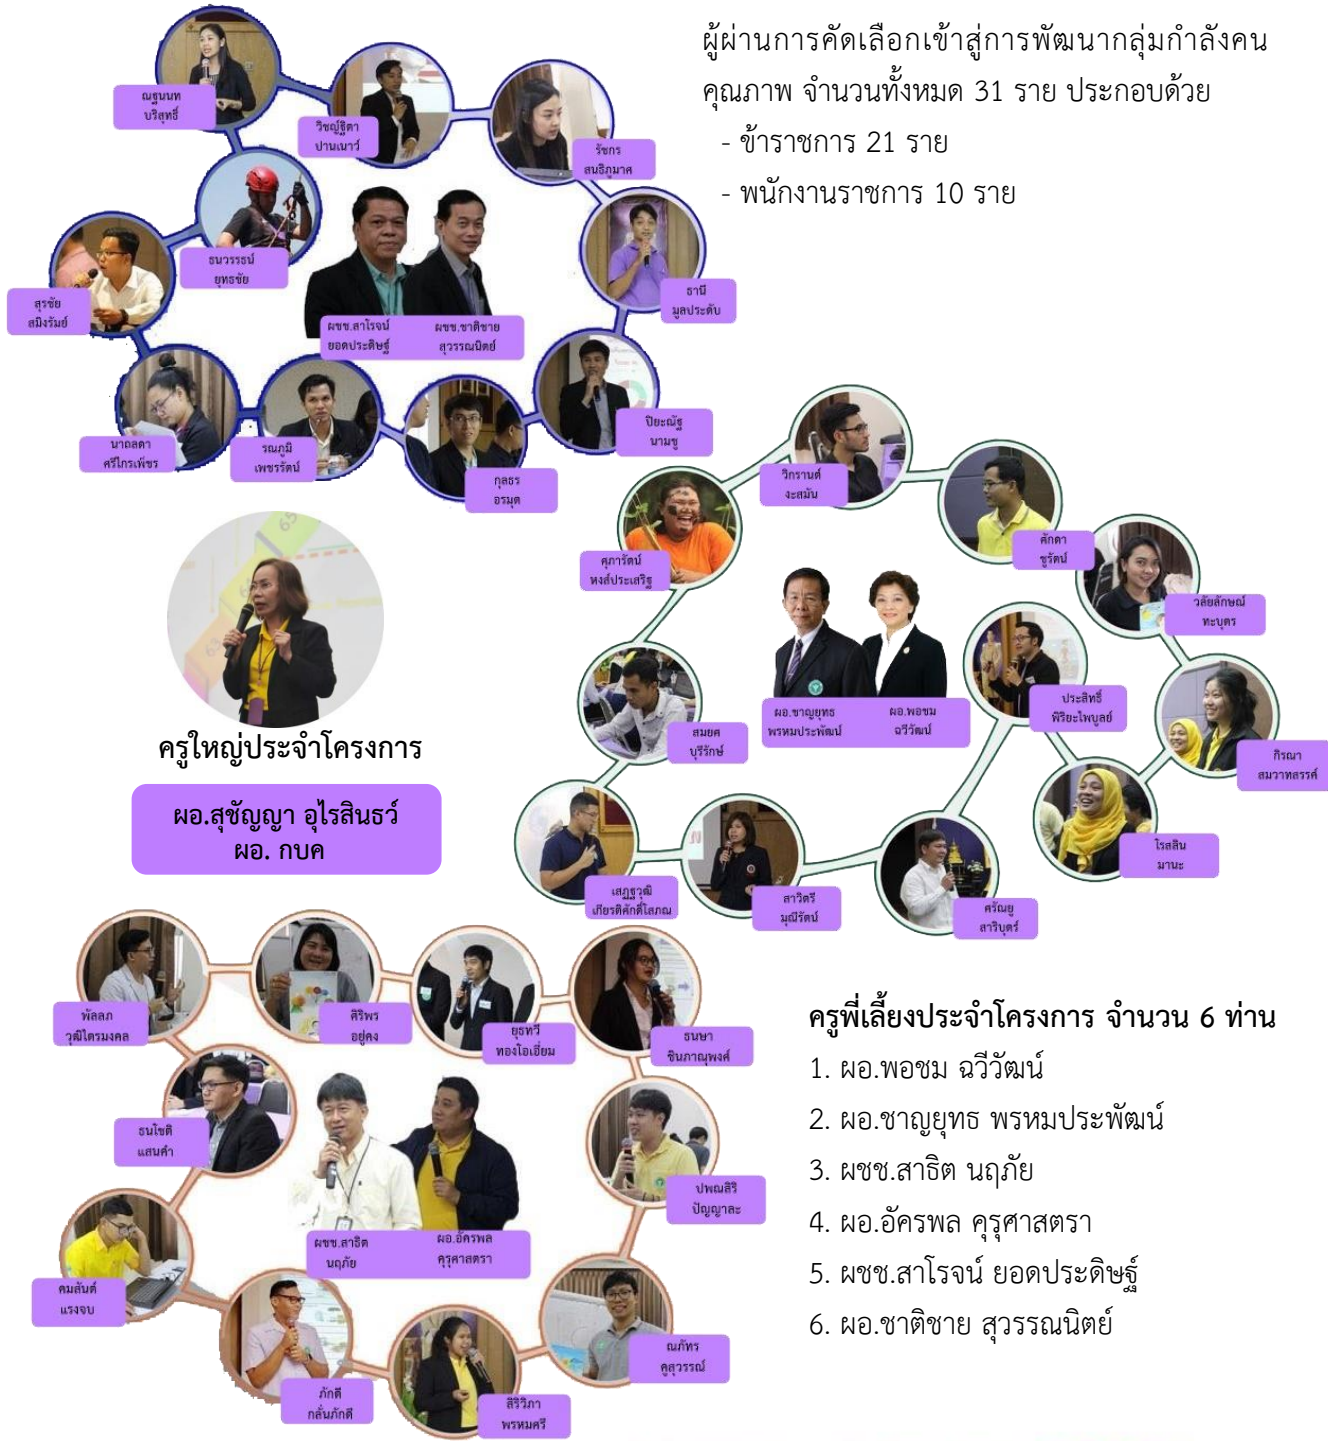 ผู้ผ่านการคัดเลือกเข้าสู่การพัฒนากลุ่มกำลังคน
คุณภาพ จำนวนทั้งหมด 31 ราย ประกอบด้วย
- ข้าราชการ 21 ราย
- พนักงานราชการ 10 ราย
ณฐนนท
บริสุทธิ์
วิชญ์ฐิตา
ปานเนาว์
รัชกร
สนธิภูมาศ
ธนวรรธน์
ยุทธชัย
สุรชัย
สมิงรัมย์
ธานี
มูลประดับ
ผชช.สาโรจน์
ยอดประดิษฐ์
ผชช.ชาติชาย
สุวรรณนิตย์
นาถลดา
ศรีไกรเพ็ชร
รณภูมิ
เพชรรัตน์
กุลธร
อรมุต
ปิยะณัฐ
นามชู
วิกรานต์
งะสมัน
ศักดา
ชูรัตน์
ศุภารัตน์
หงส์ประเสริฐ
วลัยลักษณ์
ทะบุตร
ผอ.ชาญยุทธ
พรหมประพัฒน์
ผอ.พอชม
ฉวีวัฒน์
ประสิทธิ์
พิริยะไพบูลย์
สมยศ
บุรีรักษ์
กิรณา
สมวาทสรรค์
โรสลิน
มานะ
เสฏฐวุฒิ
เกียรติศักดิ์โสภณ
สาวิตรี
มุณีรัตน์
ศรัณยู
สาริบุตร์
ครูใหญ่ประจำโครงการ
ผอ.สุชัญญา อุไรสินธว์
ผอ. กบค
พัลลภ
วุฒิไตรมงคล
ศิริพร
อยู่คง
ยุธทวี
ทองโอเอี่ยม
ธนษา
ชินภาณุพงศ์
ธนโชติ
แสนคำ
ปพณสิริ
ปัญญาละ
ผชช.สาธิต
นฤภัย
ผอ.อัครพล
คุรุศาสตรา
คมสันต์
แรงจบ
ภักดี
กลั่นภักดี
สิริวิภา
พรหมศรี
ณภัทร
คูสุวรรณ์
ครูพี่เลี้ยงประจำโครงการ จำนวน 6 ท่าน
1. ผอ.พอชม ฉวีวัฒน์
2. ผอ.ชาญยุทธ พรหมประพัฒน์
3. ผชช.สาธิต นฤภัย
4. ผอ.อัครพล คุรุศาสตรา
5. ผชช.สาโรจน์ ยอดประดิษฐ์
6. ผอ.ชาติชาย สุวรรณนิตย์